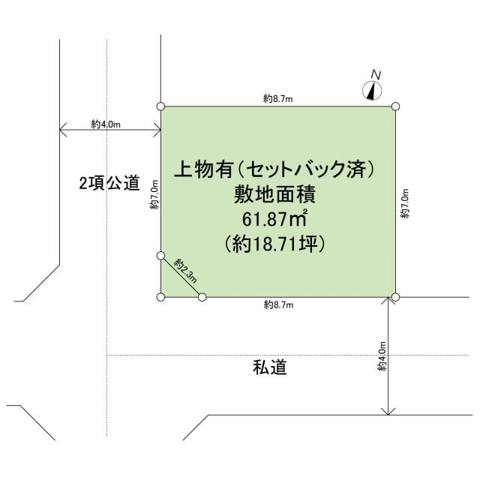 N
約8.7m
約4.0m
2項公道
約7.0m
上物有(セットバック済)
敷地面積
61.87㎡
(約18.71坪)
約7.0m
約2.3m
約8.7m
私道
約4.0m